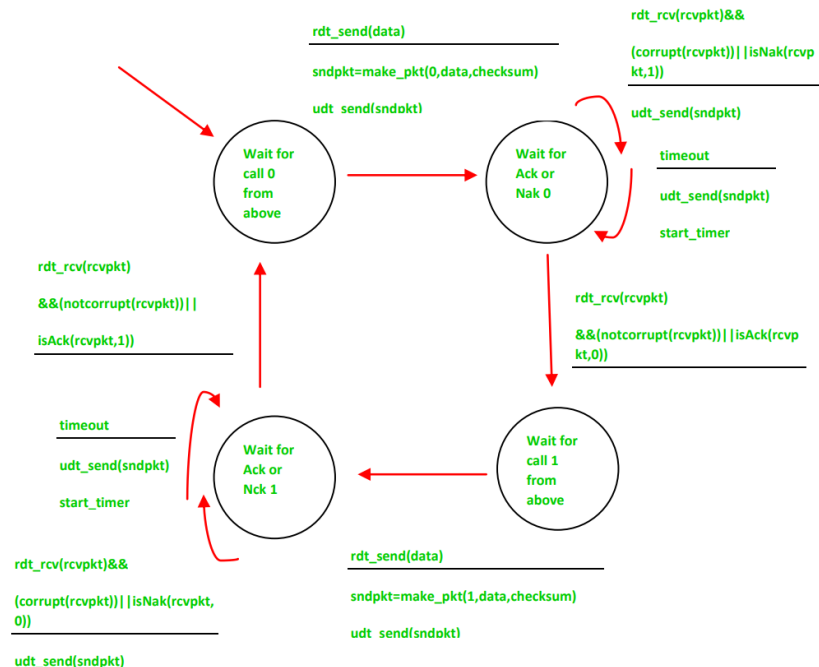 rdt_send(data)
sndpkt=make_pkt(0,data,checksum)
udt_send(sndpkt)
rdt_rcv(rcvpkt)&&
(corrupt(rcvpkt))||isNak(rcvp
kt,1))
udt_send(sndpkt)
Wait for
call 0
from
above
Wait for
Ack or
Nak 0
timeout
udt_send(sndpkt)
start_timer
rdt_rcv(rcvpkt)
&&(notcorrupt(rcvpkt))||
isAck(rcvpkt,1))
rdt_rcv(rcvpkt)
&&(notcorrupt(rcvpkt))||isAck(rcvp
kt,0))
timeout
udt_send(sndpkt)
start_timer
Wait for
Ack or
Nck 1
Wait for
call 1
from
above
rdt_rcv(rcvpkt)&&
(corrupt(rcvpkt))||isNak(rcvpkt,
0))
udt_send(sndpkt)
rdt_send(data)
sndpkt=make_pkt(1,data,checksum)
udt_send(sndpkt)